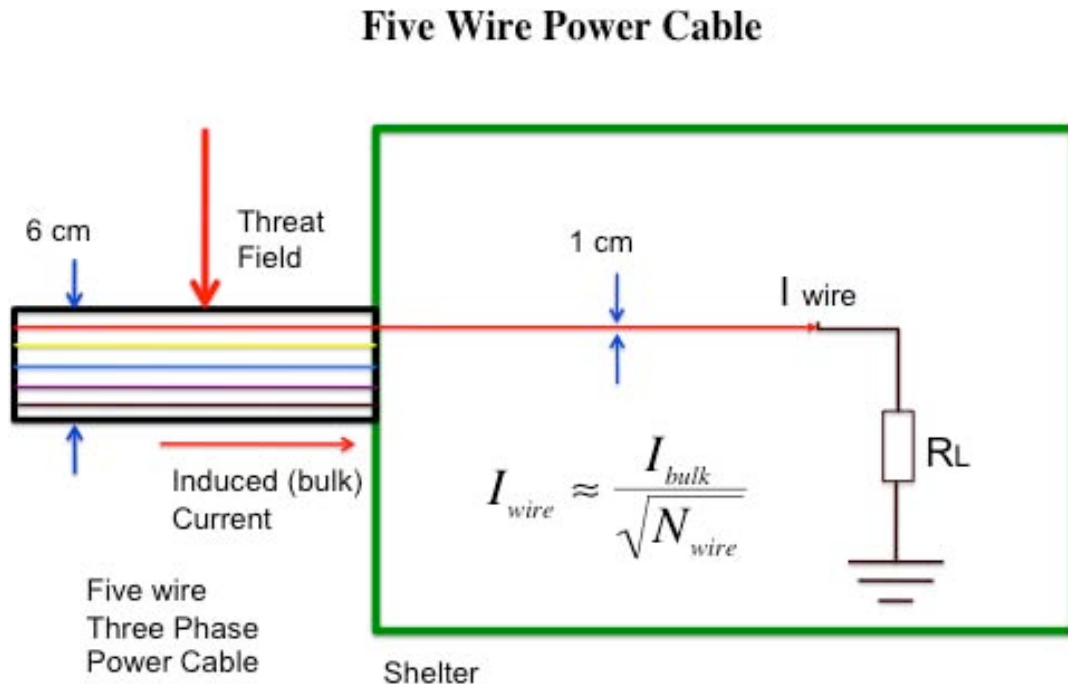 Five Wire Power Cable
6 cm
Threat
Field
1 cm
I wire
Induced (bulk)
Current
I_wire ≈ I_bulk / √N_wire
RL
Five wire
Three Phase
Power Cable
Shelter